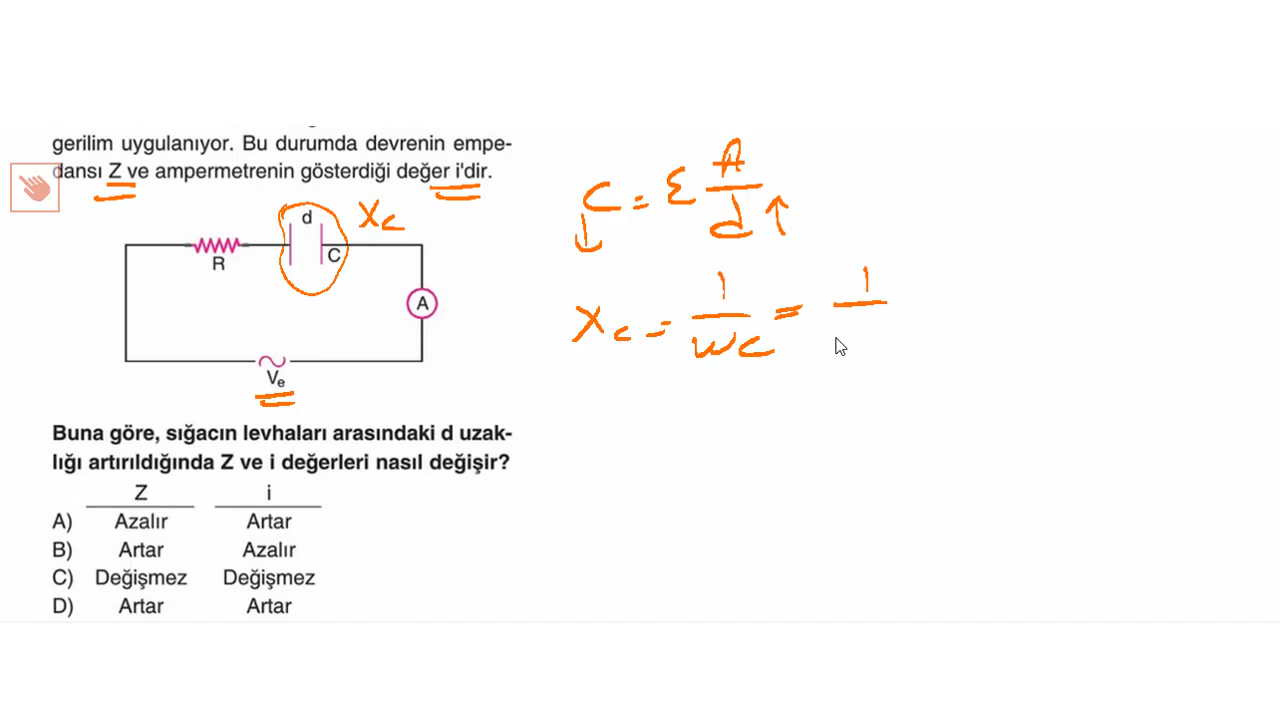 gerilim uygulanıyor. Bu durumda devrenin empe-
dansı Z ve ampermetrenin gösterdiği değer i'dir.
d
R
C
A
Ve
Xc
C = ε A/d
Xc = 1/wc = 1
Buna göre, sığacın levhaları arasındaki d uzak-
lığı artırıldığında Z ve i değerleri nasıl değişir?
Z i
A) Azalır Artar
B) Artar Azalır
C) Değişmez Değişmez
D) Artar Artar